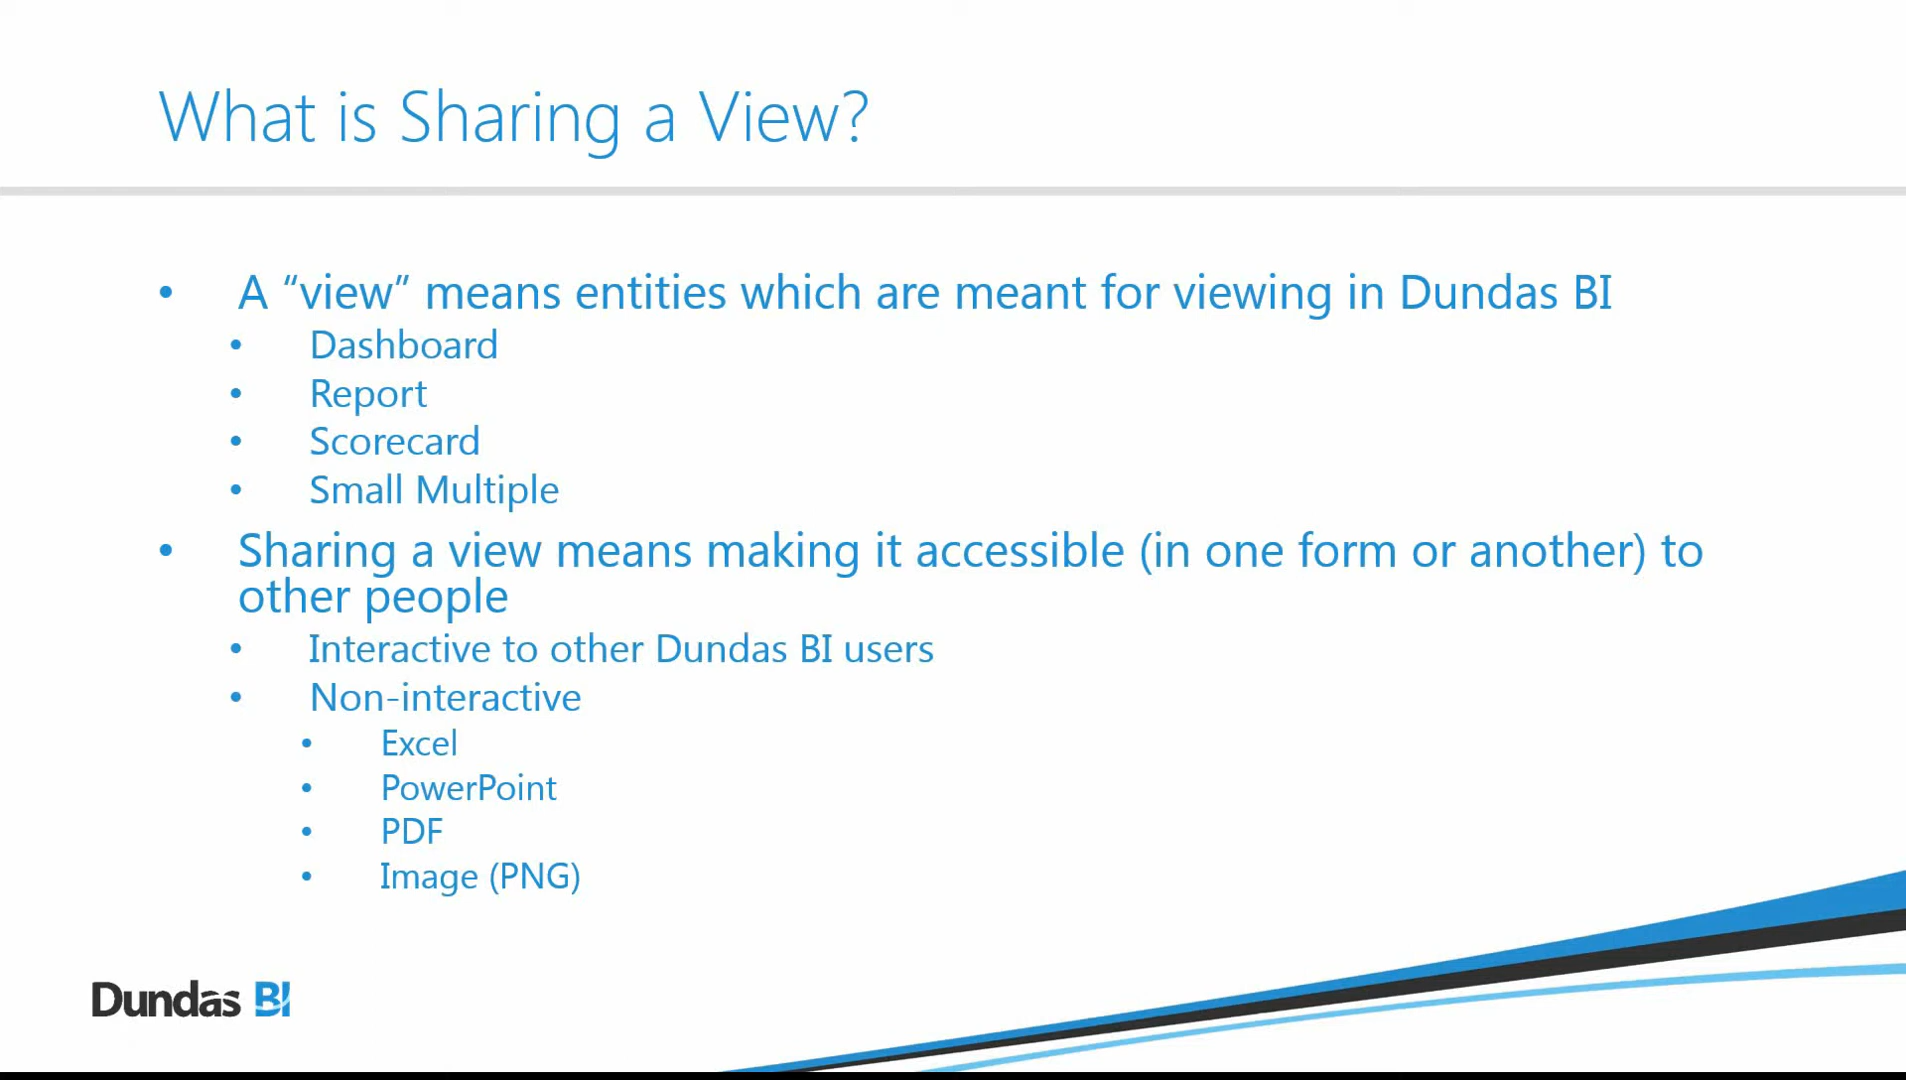 What is Sharing a View?
• A “view” means entities which are meant for viewing in Dundas BI
• Dashboard
• Report
• Scorecard
• Small Multiple
• Sharing a view means making it accessible (in one form or another) to
other people
• Interactive to other Dundas BI users
• Non-interactive
• Excel
• PowerPoint
• PDF
• Image (PNG)
Dundas BI